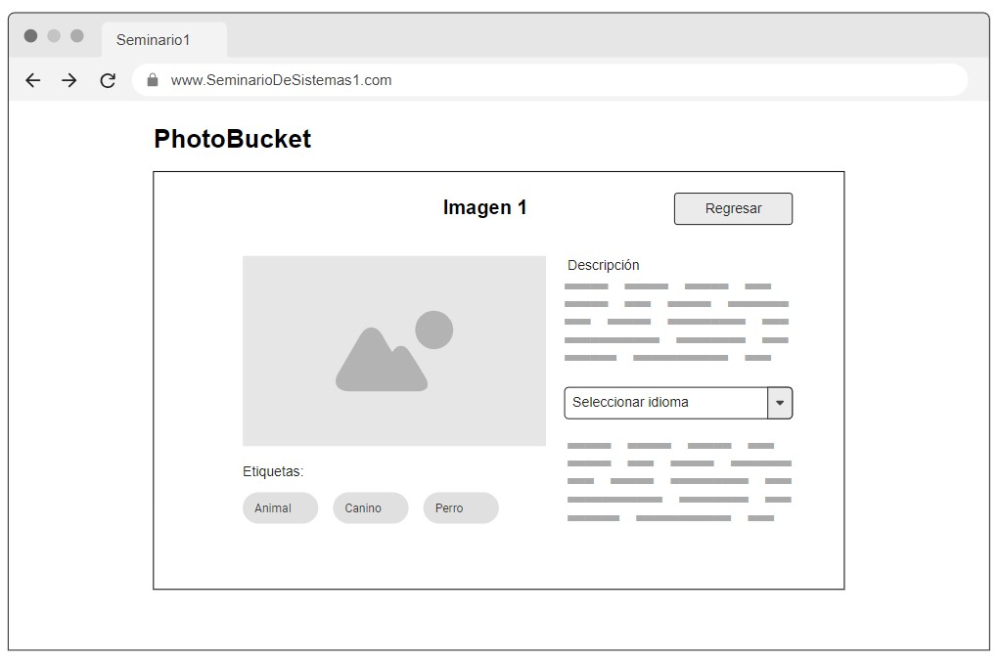 Seminario1
www.SeminarioDeSistemas1.com
PhotoBucket
Imagen 1
Regresar
Descripción
Seleccionar idioma
Etiquetas:
Animal
Canino
Perro